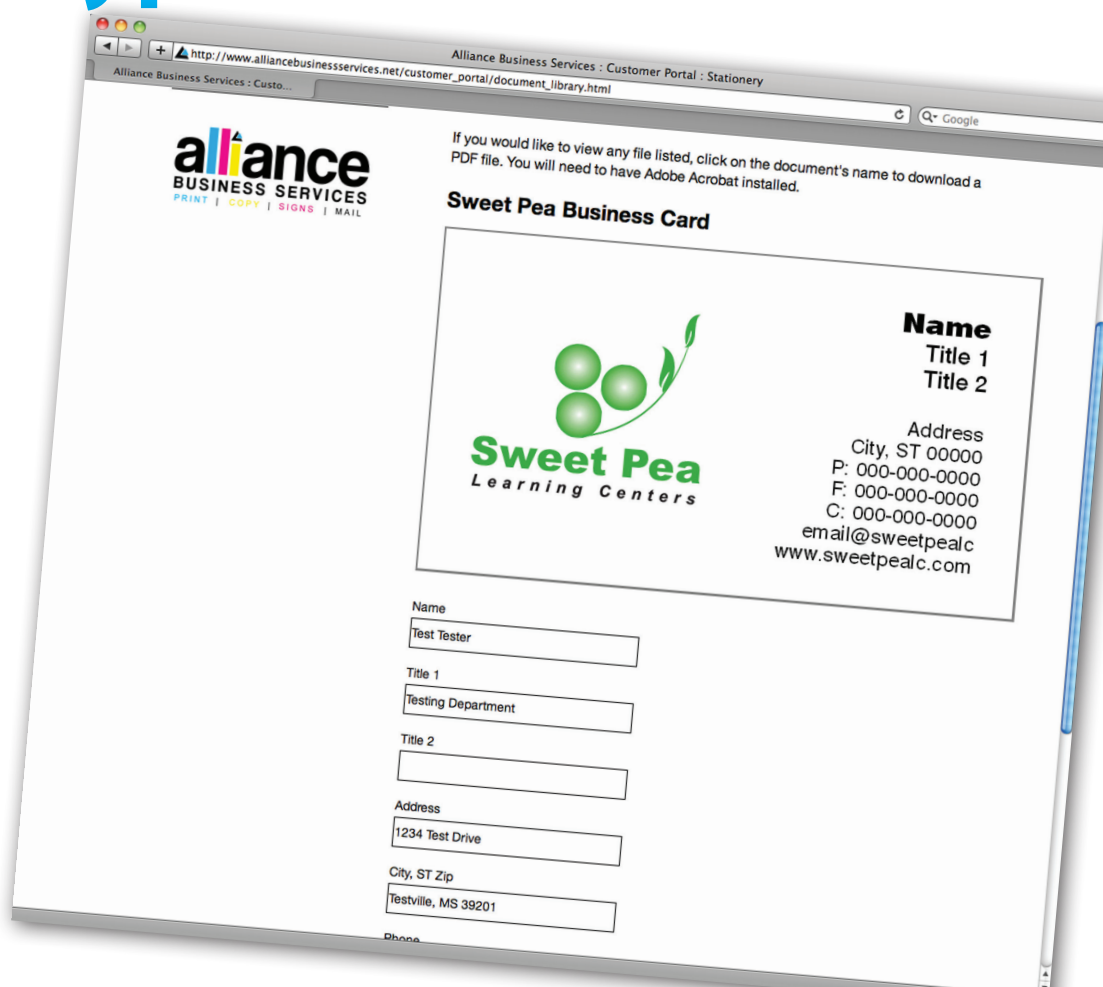 Alliance Business Services : Customer Portal : Stationery
http://www.alliancebusinessservices.net/customer_portal/document_library.html
Google
Alliance Business Services : Custo...
alliance
BUSINESS SERVICES
PRINT | COPY | SIGNS | MAIL
If you would like to view any file listed, click on the document's name to download a
PDF file. You will need to have Adobe Acrobat installed.
Sweet Pea Business Card
Sweet Pea
Learning Centers
Name
Title 1
Title 2
Address
City, ST 00000
P: 000-000-0000
F: 000-000-0000
C: 000-000-0000
email@sweetpealc
www.sweetpealc.com
Name
Test Tester
Title 1
Testing Department
Title 2
Address
1234 Test Drive
City, ST Zip
Testville, MS 39201
Phone